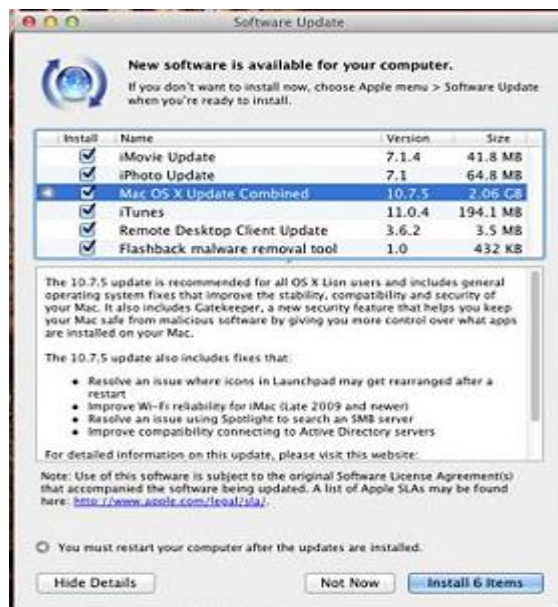 Software Update
New software is available for your computer.
If you don't want to install now, choose Apple menu > Software Update
when you're ready to install.
Install Name Version Size
iMovie Update 7.1.4 41.8 MB
iPhoto Update 7.1 64.8 MB
Mac OS X Update Combined 10.7.5 2.06 GB
iTunes 11.0.4 194.1 MB
Remote Desktop Client Update 3.6.2 3.5 MB
Flashback malware removal tool 1.0 432 KB
The 10.7.5 update is recommended for all OS X Lion users and includes general
operating system fixes that improve the stability, compatibility and security of
your Mac. It also includes Gatekeeper, a new security feature that helps you keep
your Mac safe from malicious software by giving you more control over what apps
are installed on your Mac.
The 10.7.5 update also includes fixes that:
• Resolve an issue where icons in Launchpad may get rearranged after a
restart
• Improve Wi-Fi reliability for iMac (Late 2009 and newer)
• Resolve an issue using Spotlight to search an SMB server
• Improve compatibility connecting to Active Directory servers
For detailed information on this update, please visit this website:
Note: Use of this software is subject to the original Software License Agreement(s)
that accompanied the software being updated. A list of Apple SLAs may be found
here: http://www.apple.com/legal/sla/.
You must restart your computer after the updates are installed.
Hide Details Not Now Install 6 Items